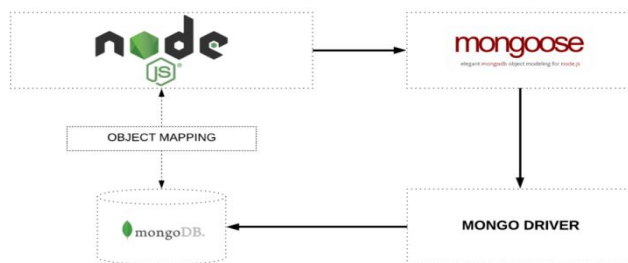 node
JS
mongoose
elegant mongodb object modeling for node.js
OBJECT MAPPING
mongoDB.
MONGO DRIVER